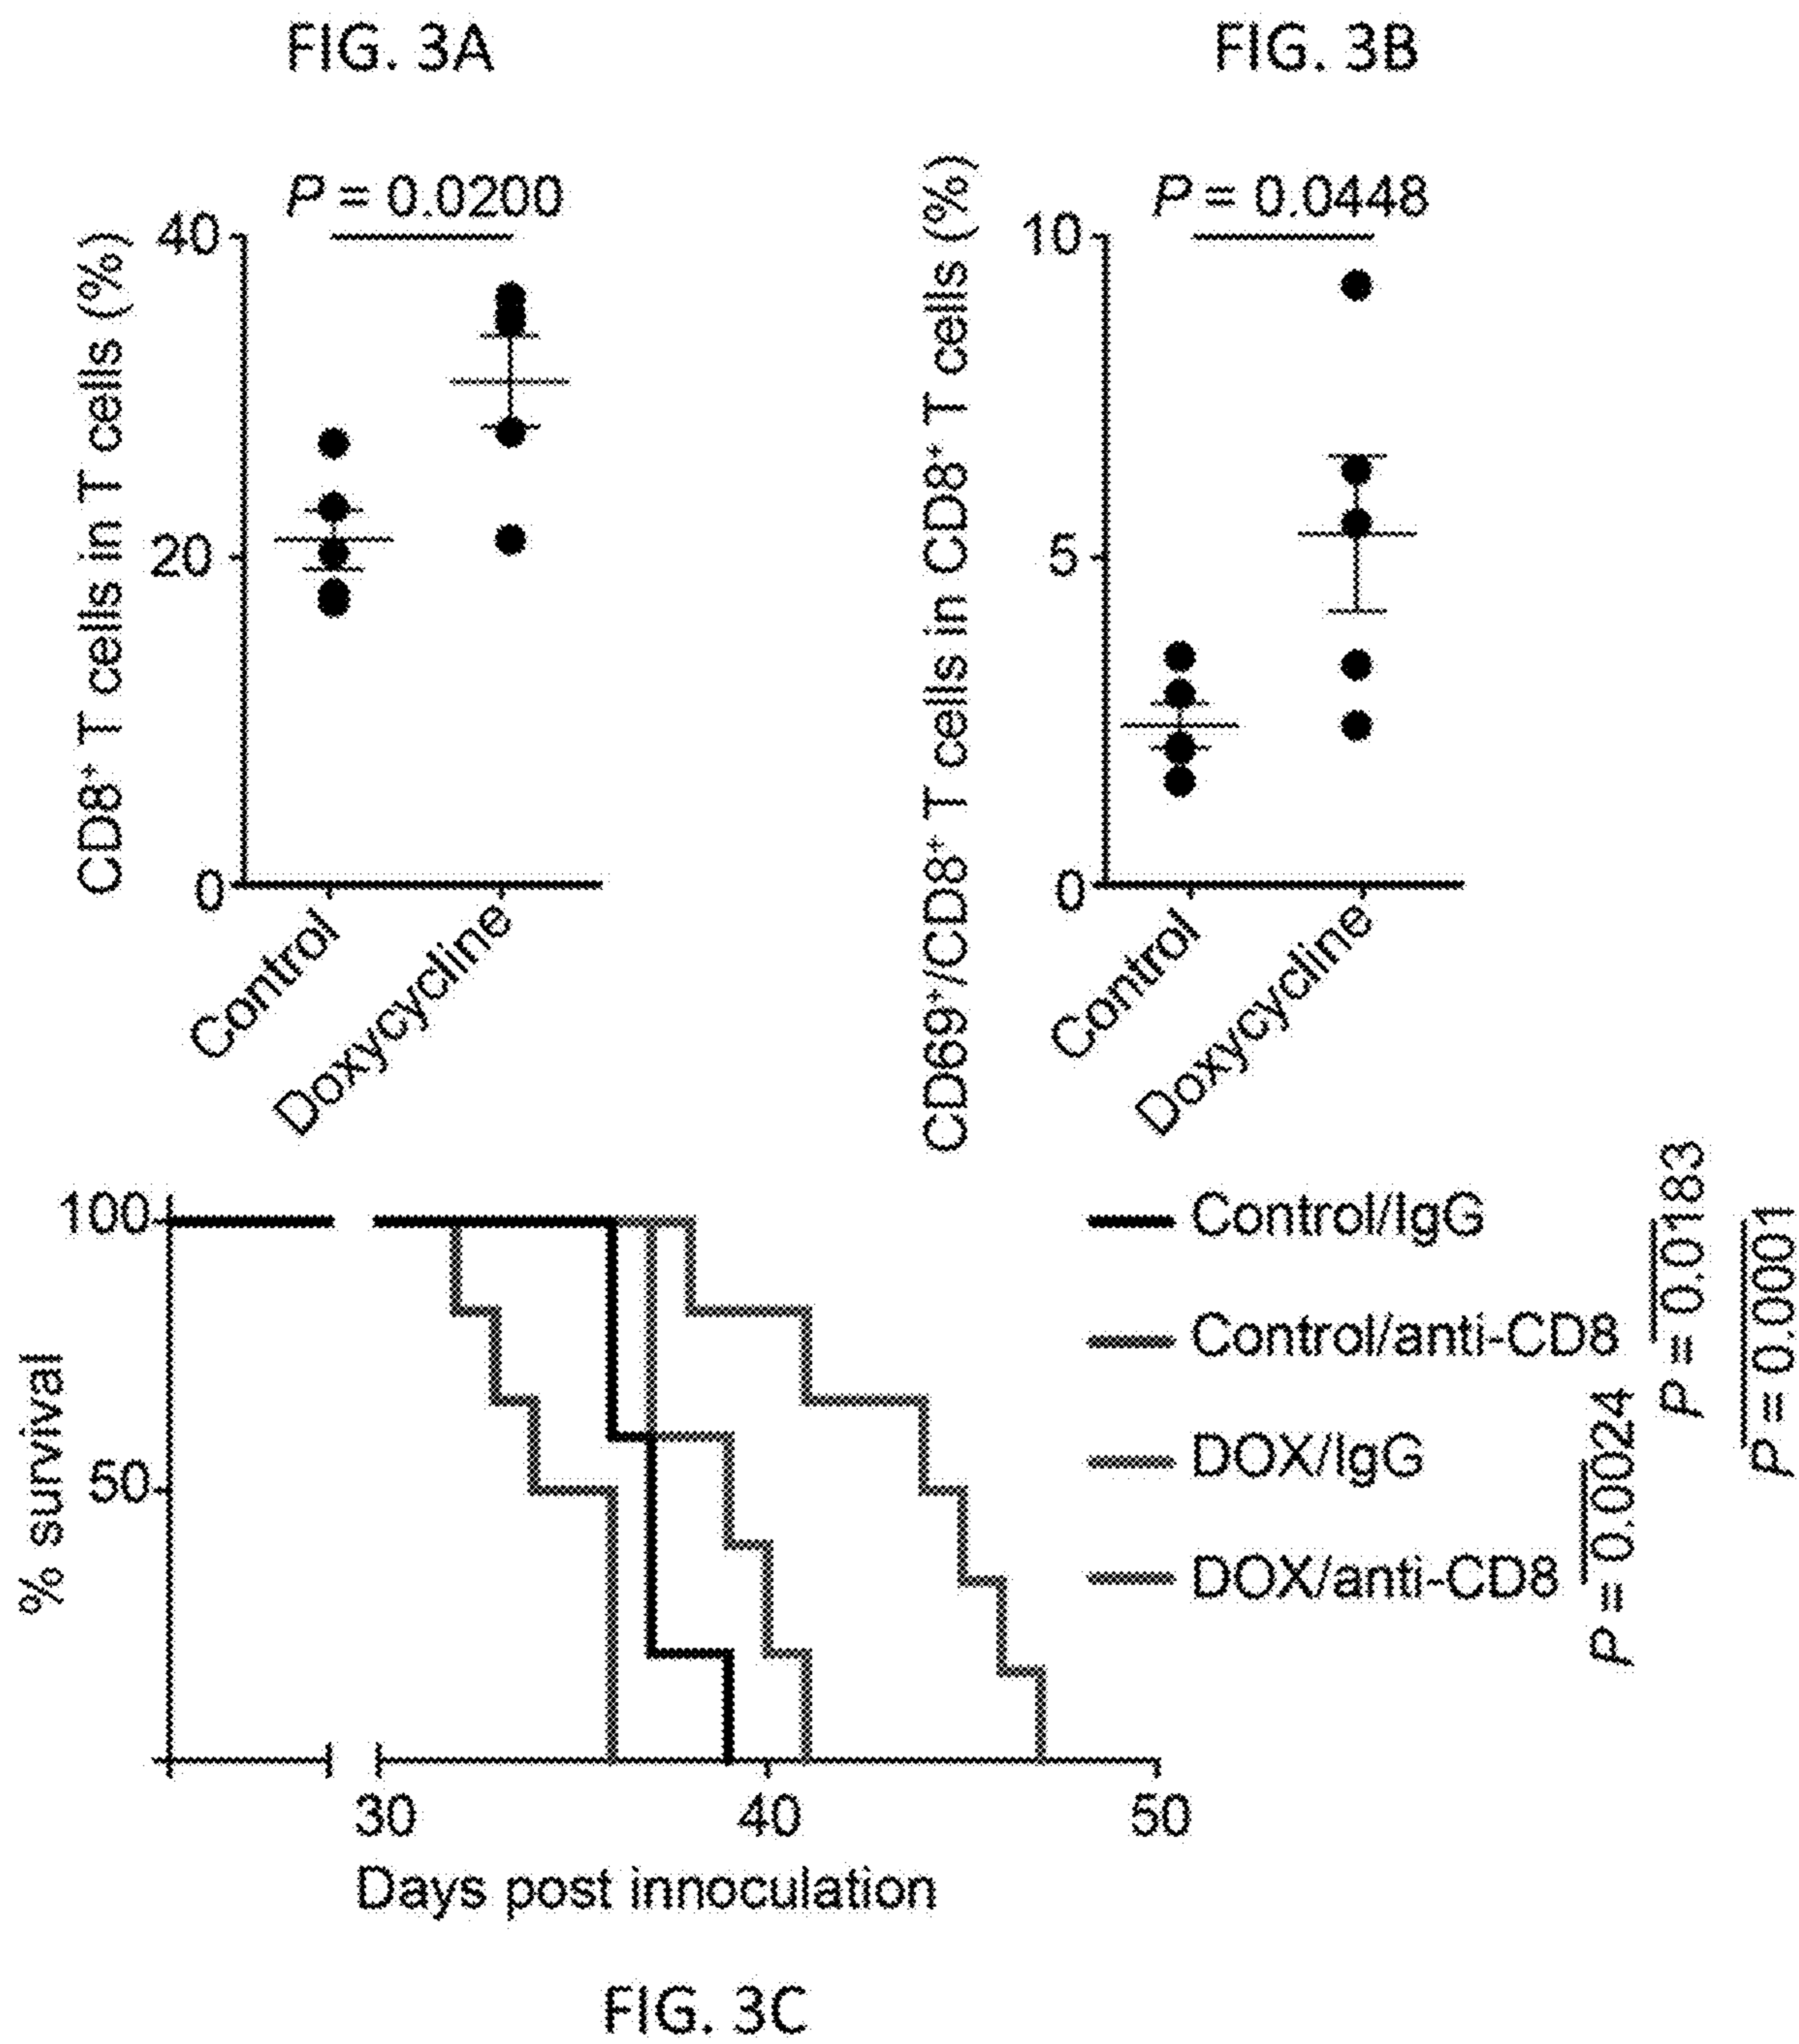 FIG. 3A
P = 0.0200
CD8⁺ T cells in T cells (%)
40
20
0
Control
Doxycycline
FIG. 3B
P = 0.0448
CD69⁺/CD8⁺ T cells in CD8⁺ T cells (%)
10
5
0
Control
Doxycycline
100
50
% survival
30
40
50
Days post innoculation
Control/IgG
Control/anti-CD8
DOX/IgG
DOX/anti-CD8
P = 0.0024
P = 0.0183
P = 0.0001
FIG. 3C